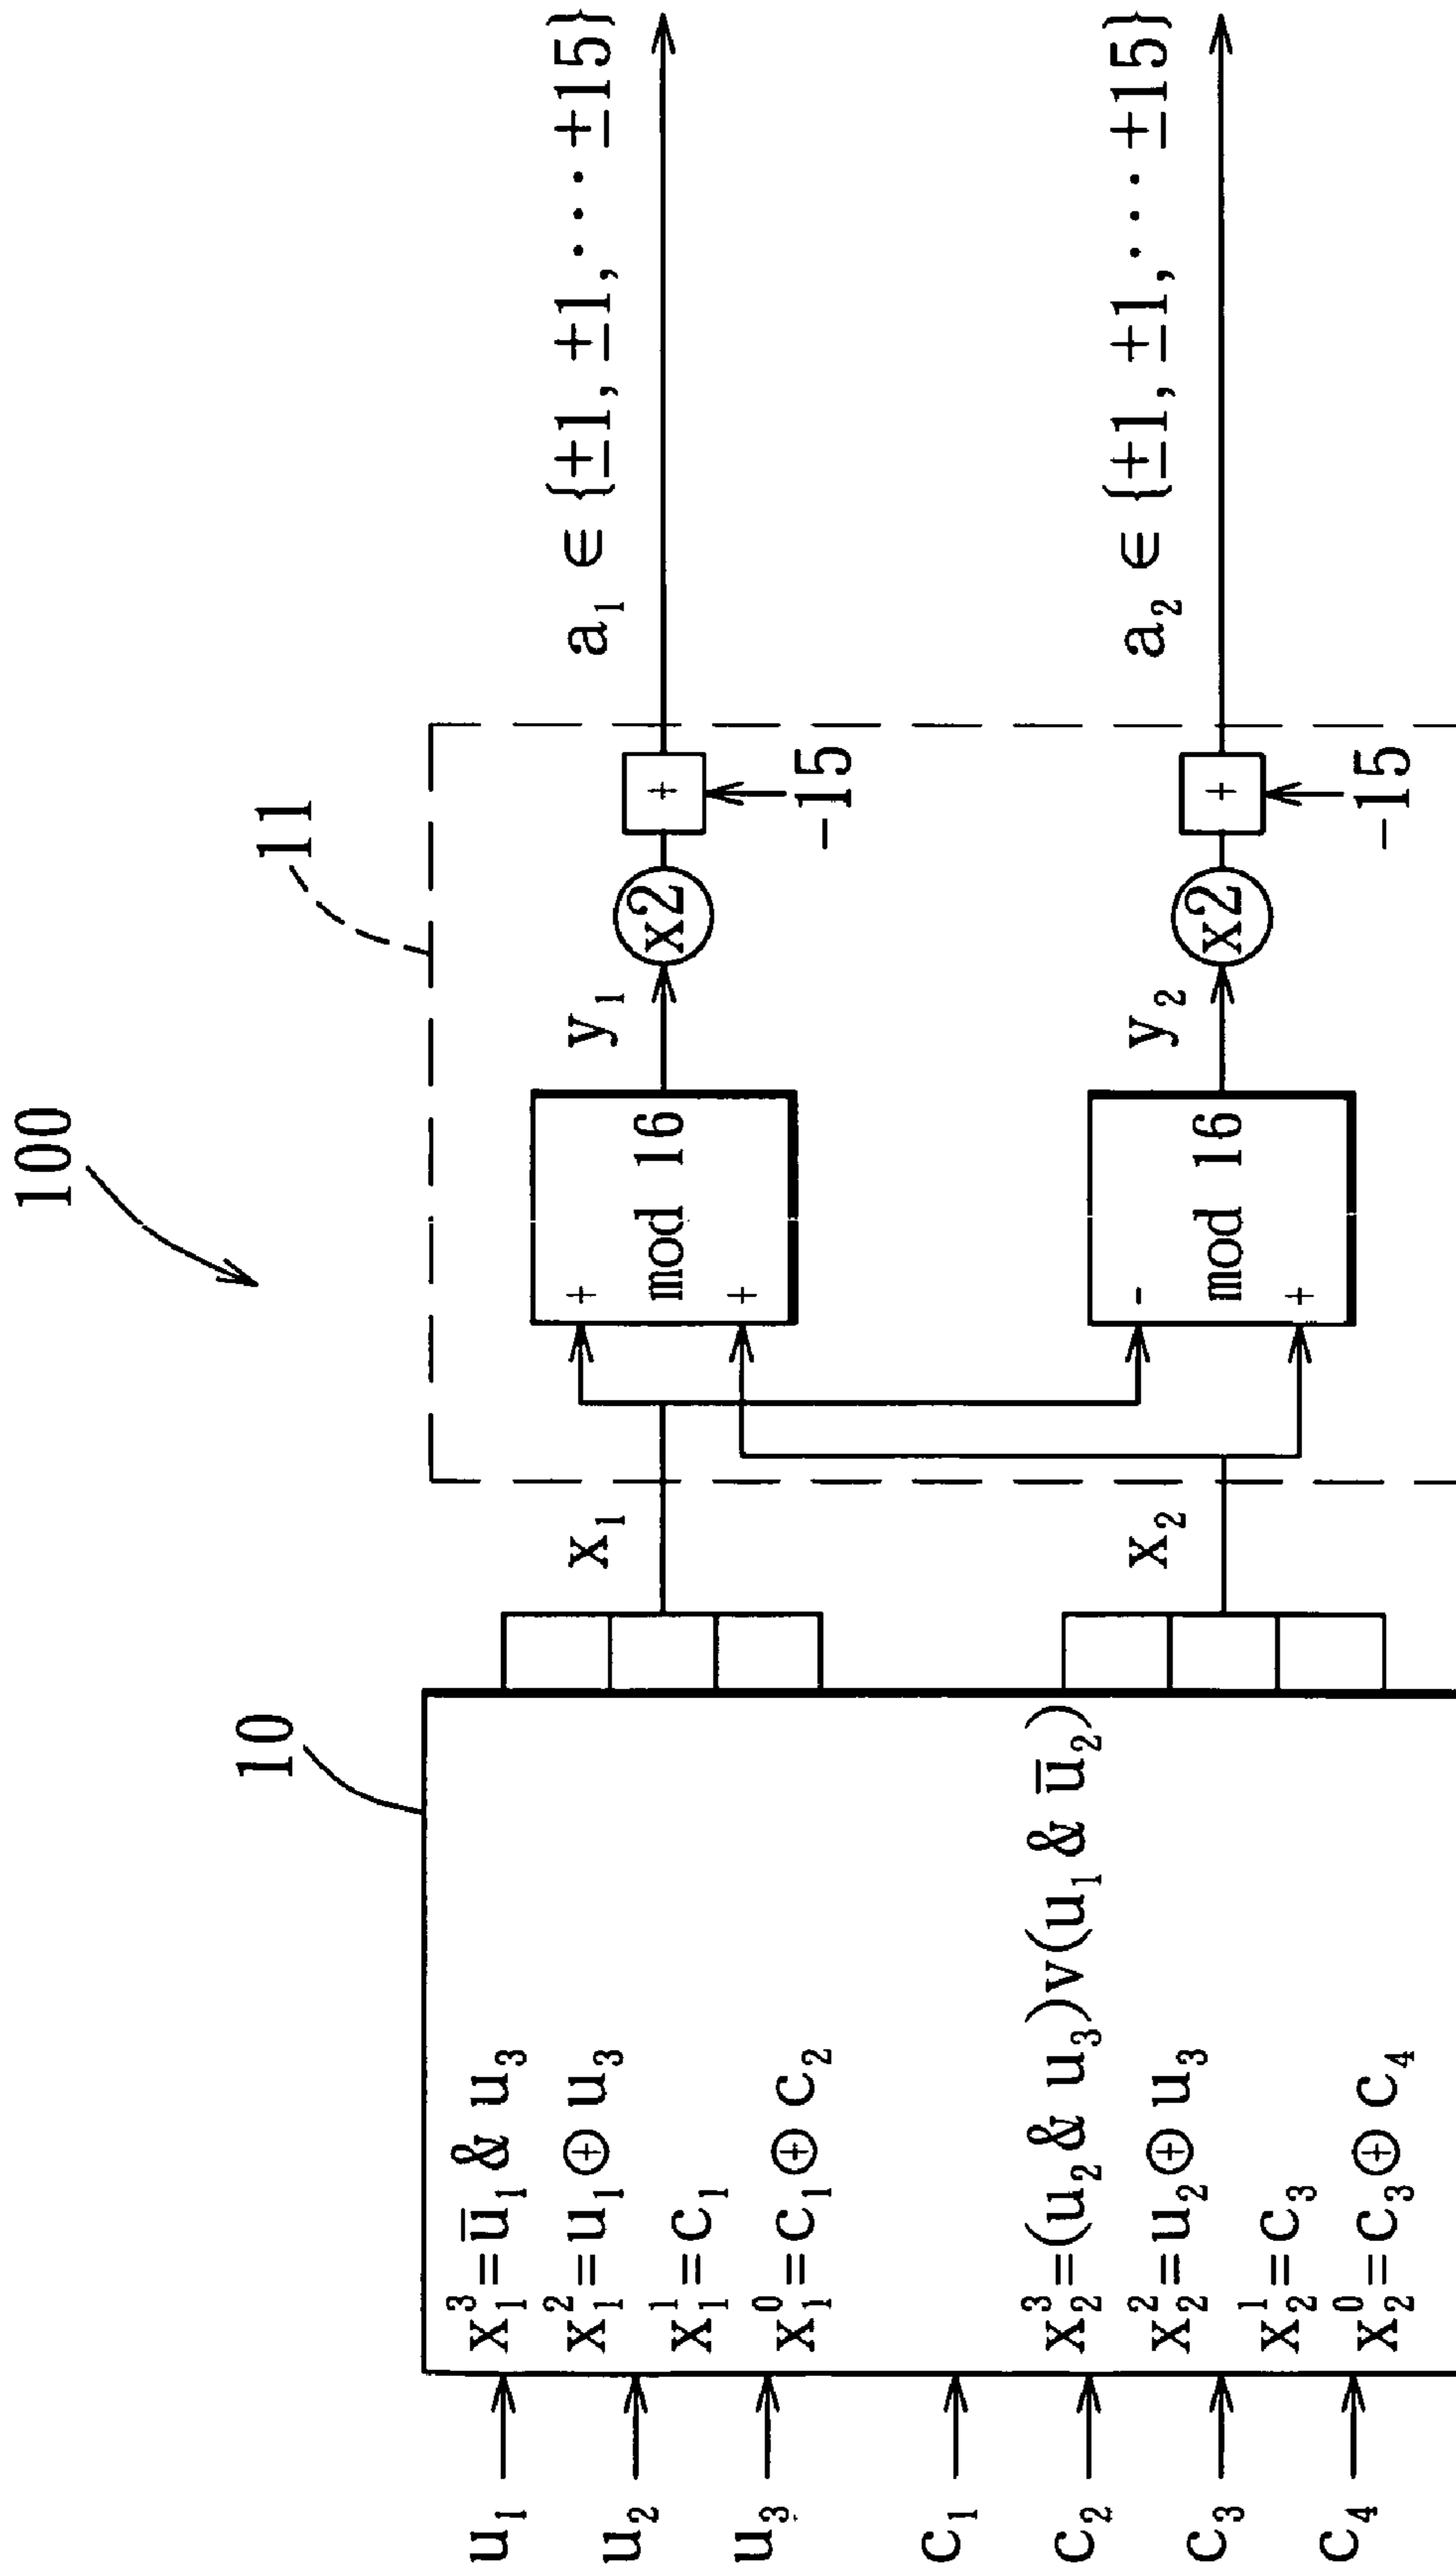 100
10
11
u₁
u₂
u₃
c₁
c₂
c₃
c₄
x₁³=ū₁ & u₃
x₁²=u₁⊕u₃
x₁¹=c₁
x₁⁰=c₁⊕c₂
x₂³=(u₂ & u₃)v(u₁ & ū₂)
x₂²=u₂⊕u₃
x₂¹=c₃
x₂⁰=c₃⊕c₄
x₁
x₂
+
mod 16
+
-
mod 16
+
y₁
y₂
x2
x2
+
-15
+
-15
a₁ ∈ {±1, ±1, ··· ±15}
a₂ ∈ {±1, ±1, ··· ±15}